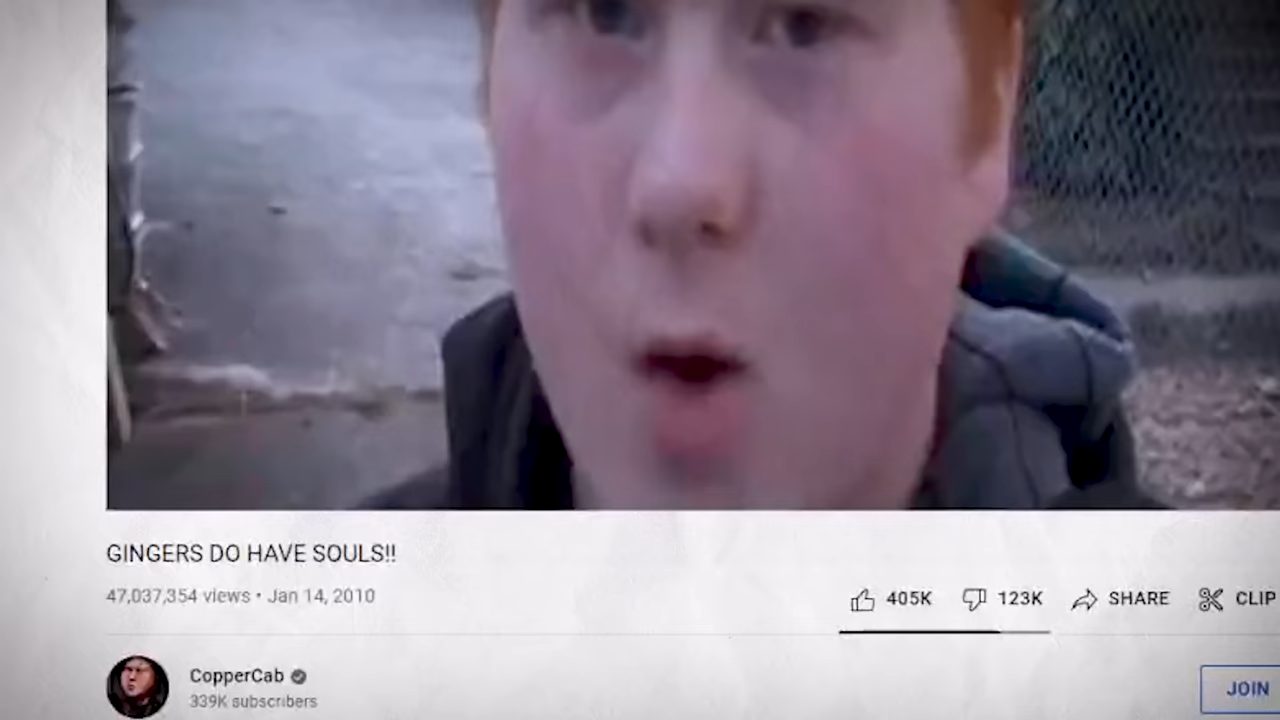 GINGERS DO HAVE SOULS!!
47,037,354 views • Jan 14, 2010
405K 123K SHARE CLIP
CopperCab
339K subscribers
JOIN